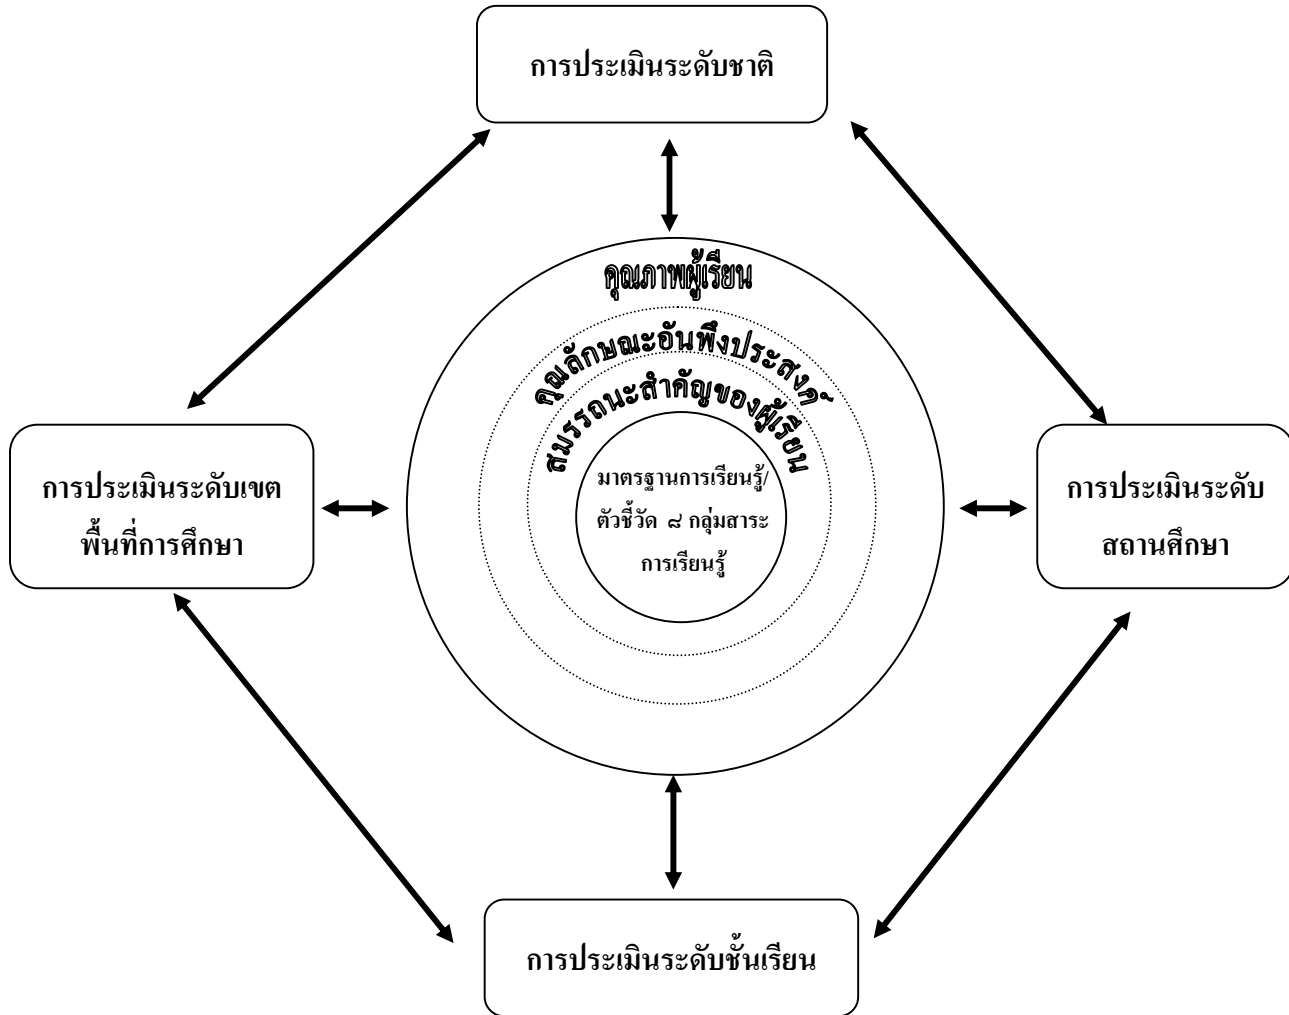 การประเมินระดับชาติ
คุณภาพผู้เรียน
คุณลักษณะอันพึงประสงค์
สมรรถนะสำคัญของผู้เรียน
มาตรฐานการเรียนรู้/
ตัวชี้วัด ๘ กลุ่มสาระ
การเรียนรู้
การประเมินระดับเขต
พื้นที่การศึกษา
การประเมินระดับ
สถานศึกษา
การประเมินระดับชั้นเรียน